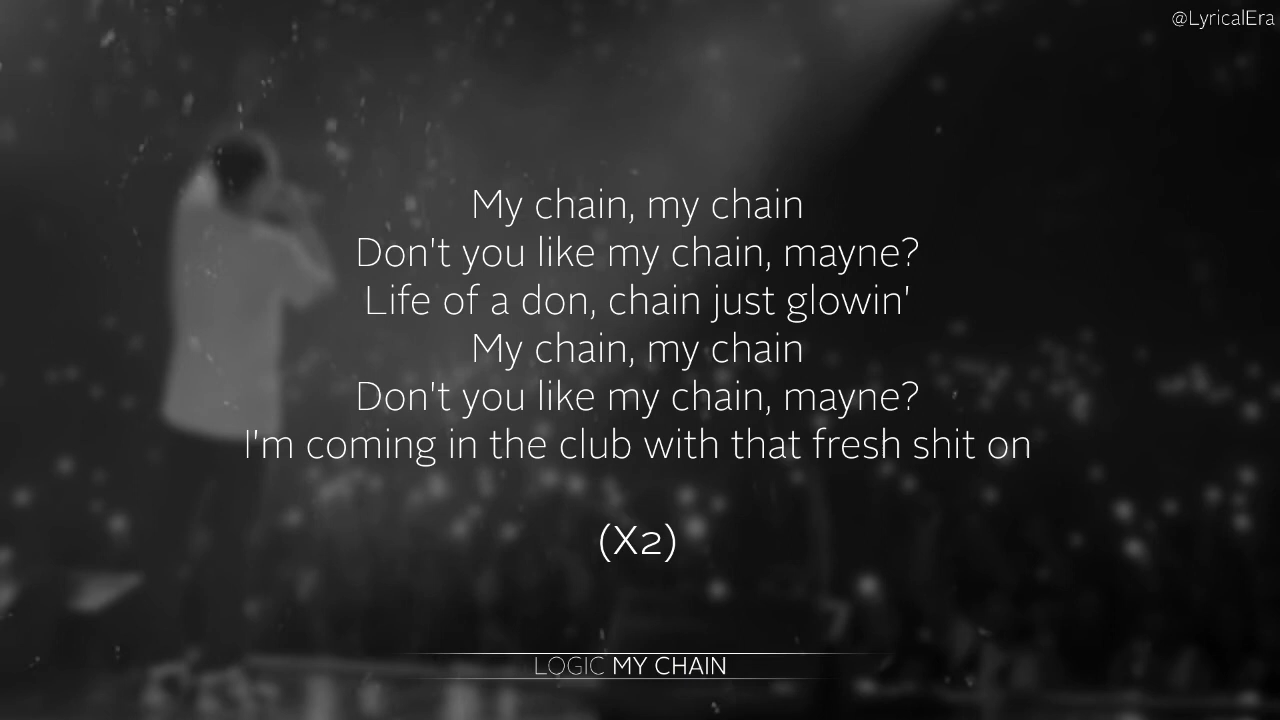 @LyricalEra
My chain, my chain
Don't you like my chain, mayne?
Life of a don, chain just glowin'
My chain, my chain
Don't you like my chain, mayne?
I'm coming in the club with that fresh shit on
(X2)
LOGIC MY CHAIN